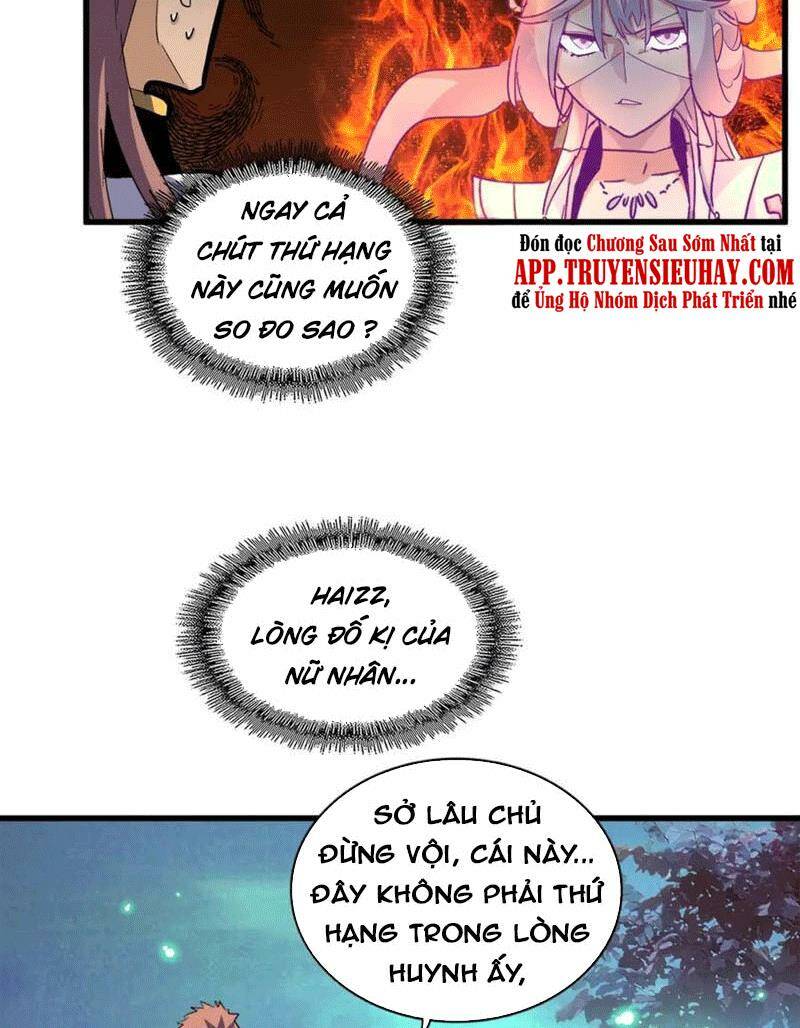 NGAY CẢ
CHÚT THỨ HẠNG
NÀY CŨNG MUỐN
SO ĐO SAO ?
Đón đọc Chương Sau Sớm Nhất tại
APP.TRUYENSIEUHAY.COM
để Ủng Hộ Nhóm Dịch Phát Triển nhé
HAIZZ,
LÒNG ĐỐ KỊ CỦA
NỮ NHÂN...
SỞ LÂU CHỦ
ĐỪNG VỘI, CÁI NÀY...
ĐÂY KHÔNG PHẢI THỨ
HẠNG TRONG LÒNG
HUYNH ẤY,